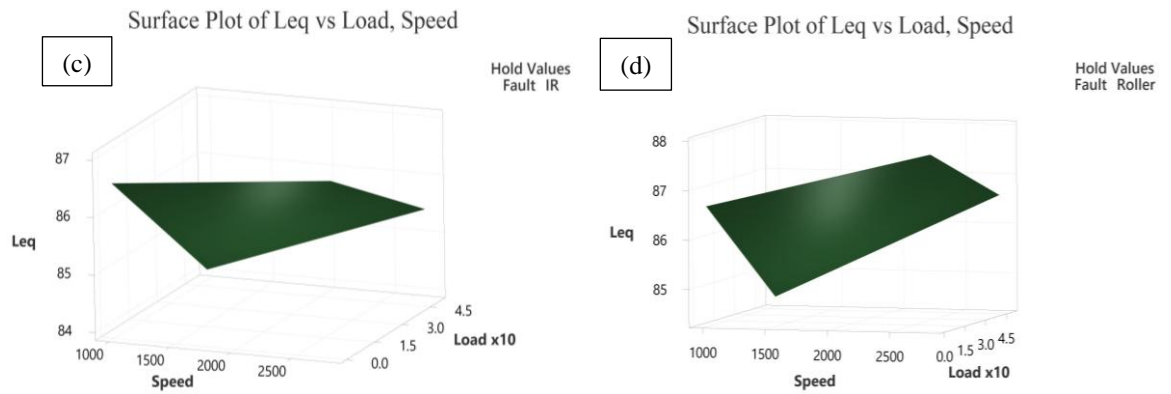 Surface Plot of Leq vs Load, Speed
(c)
Hold Values
Fault IR
87
86
85
84
Leq
1000
1500
2000
2500
Speed
0.0
1.5
3.0
4.5
Load x10
Surface Plot of Leq vs Load, Speed
(d)
Hold Values
Fault Roller
88
87
86
85
Leq
1000
1500
2000
2500
Speed
0.0
1.5
3.0
4.5
Load x10